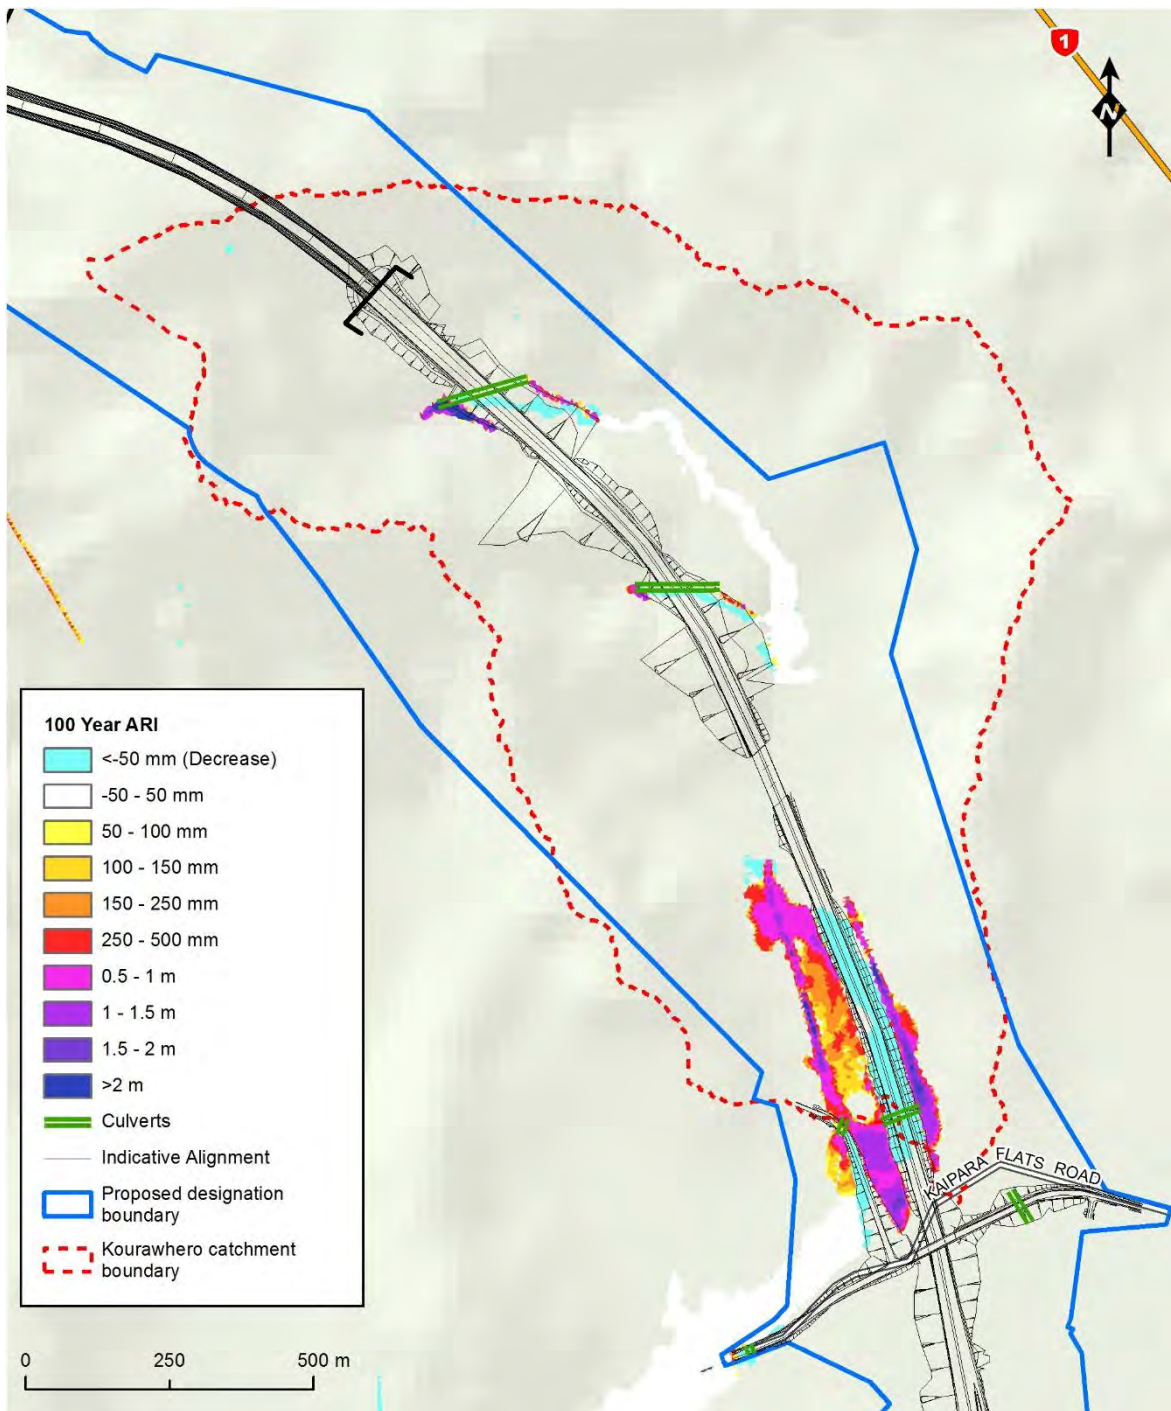 1
N
100 Year ARI
<-50 mm (Decrease)
-50 - 50 mm
50 - 100 mm
100 - 150 mm
150 - 250 mm
250 - 500 mm
0.5 - 1 m
1 - 1.5 m
1.5 - 2 m
>2 m
Culverts
Indicative Alignment
Proposed designation
boundary
Kourawhero catchment
boundary
KAIPARA FLATS ROAD
0 250 500 m